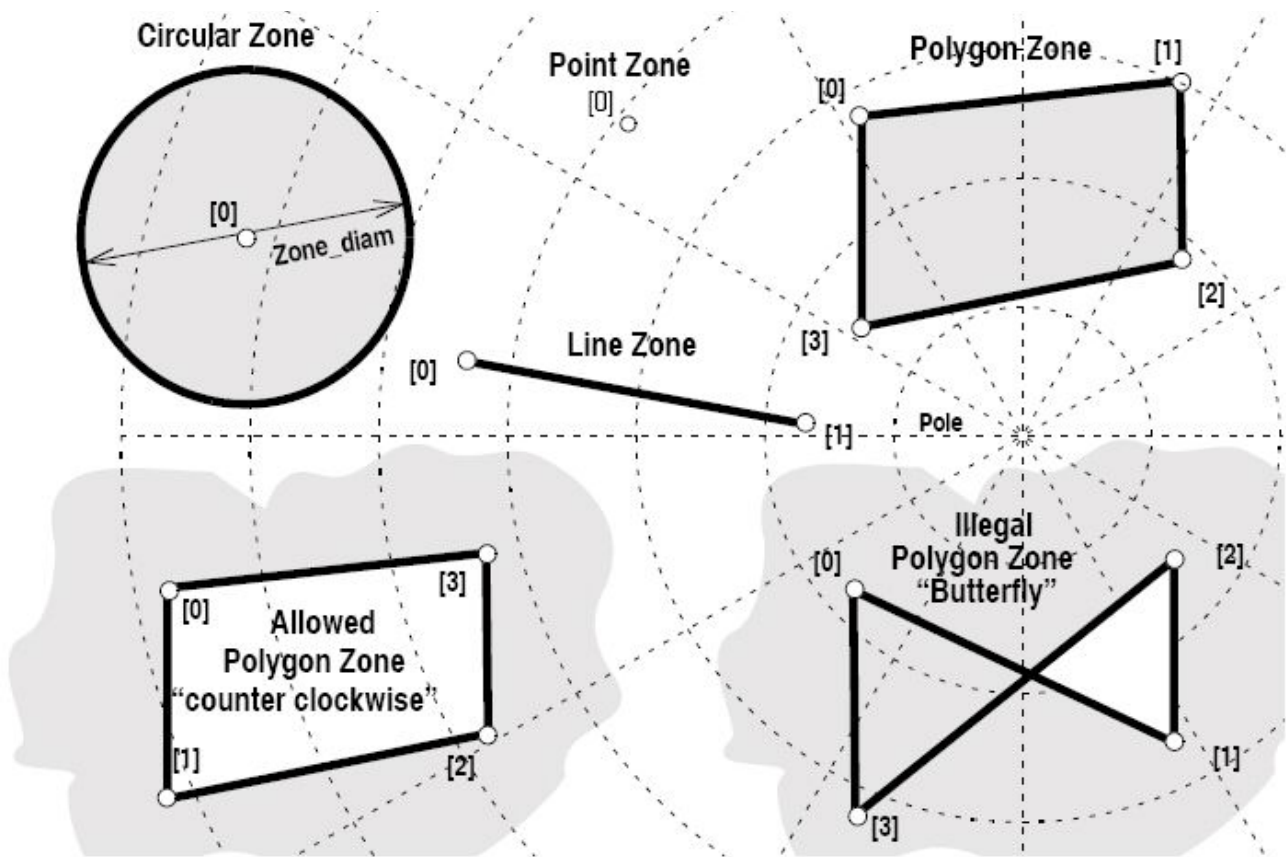 Circular Zone
[0]
Zone_diam
Point Zone
[0]
Polygon Zone
[0]
[1]
[2]
[3]
Line Zone
[0]
[1]
Pole
[0]
[3]
Allowed
Polygon Zone
“counter clockwise”
[1]
[2]
Illegal
Polygon Zone
“Butterfly”
[0]
[2]
[1]
[3]